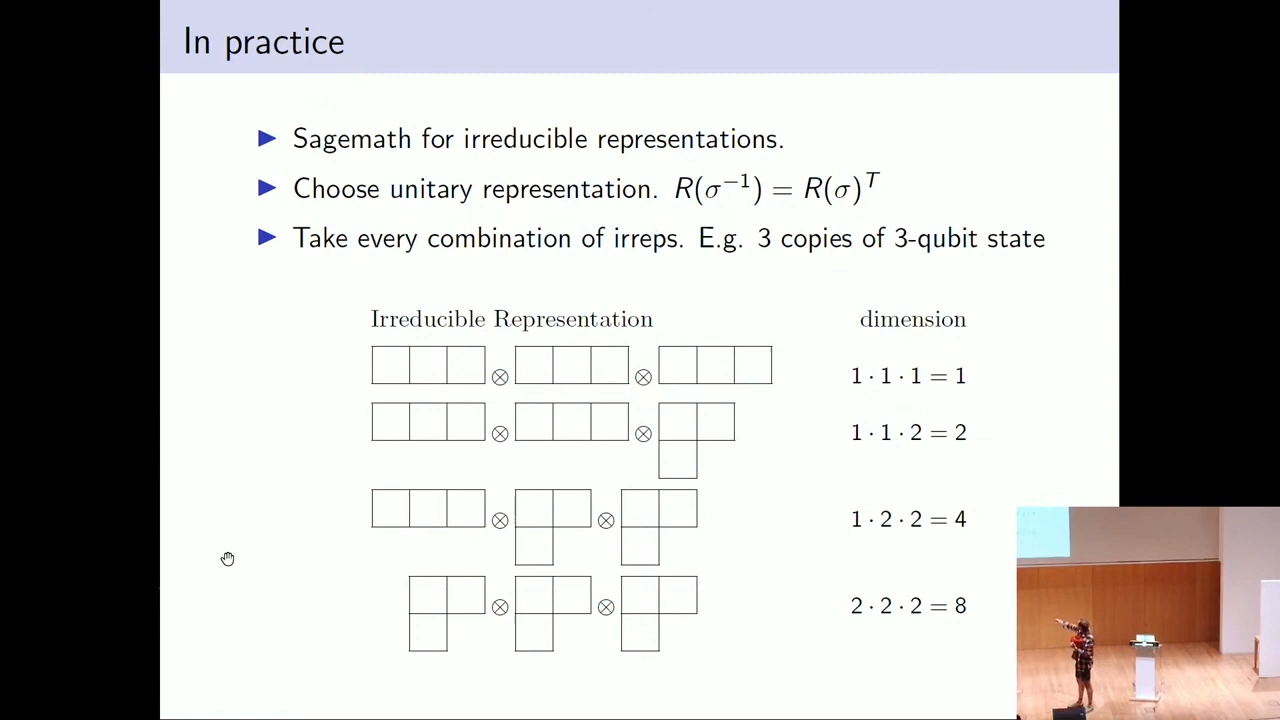 In practice
Sagemath for irreducible representations.
Choose unitary representation. R(σ⁻¹) = R(σ)ᵀ
Take every combination of irreps. E.g. 3 copies of 3-qubit state
Irreducible Representation dimension
⊗ ⊗ 1 · 1 · 1 = 1
⊗ ⊗ 1 · 1 · 2 = 2
⊗ ⊗ 1 · 2 · 2 = 4
⊗ ⊗ 2 · 2 · 2 = 8